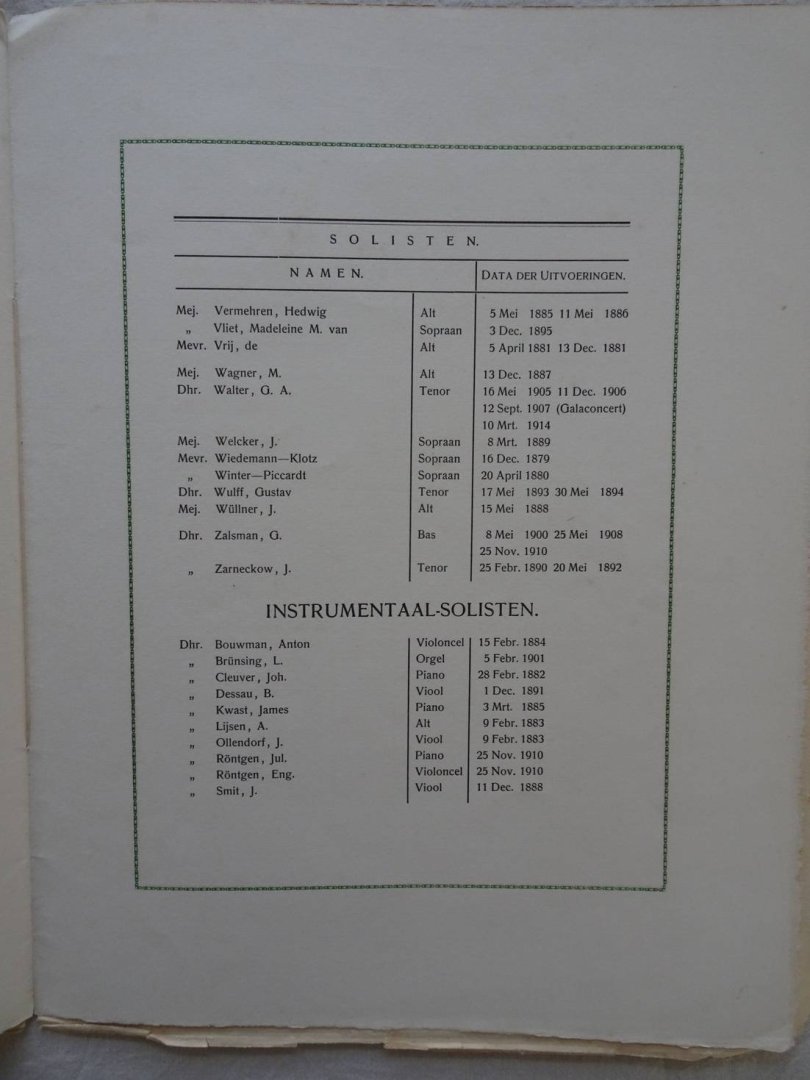 SOLISTEN.
NAMEN. DATA DER UITVOERINGEN.
Mej. Vermehren, Hedwig Alt 5 Mei 1885 11 Mei 1886
„ Vliet, Madeleine M. van Sopraan 3 Dec. 1895
Mevr. Vrij, de Alt 5 April 1881 13 Dec. 1881
Mej. Wagner, M. Alt 13 Dec. 1887
Dhr. Walter, G. A. Tenor 16 Mei 1905 11 Dec. 1906
12 Sept. 1907 (Galaconcert)
10 Mrt. 1914
Mej. Welcker, J. Sopraan 8 Mrt. 1889
Mevr. Wiedemann—Klotz Sopraan 16 Dec. 1879
„ Winter—Piccardt Sopraan 20 April 1880
Dhr. Wulff, Gustav Tenor 17 Mei 1893 30 Mei 1894
Mej. Wüllner, J. Alt 15 Mei 1888
Dhr. Zalsman, G. Bas 8 Mei 1900 25 Mei 1908
25 Nov. 1910
„ Zarneckow, J. Tenor 25 Febr. 1890 20 Mei 1892
INSTRUMENTAAL-SOLISTEN.
Dhr. Bouwman, Anton Violoncel 15 Febr. 1884
„ Brünsing, L. Orgel 5 Febr. 1901
„ Cleuver, Joh. Piano 28 Febr. 1882
„ Dessau, B. Viool 1 Dec. 1891
„ Kwast, James Piano 3 Mrt. 1885
„ Lijsen, A. Alt 9 Febr. 1883
„ Ollendorf, J. Viool 9 Febr. 1883
„ Röntgen, Jul. Piano 25 Nov. 1910
„ Röntgen, Eng. Violoncel 25 Nov. 1910
„ Smit, J. Viool 11 Dec. 1888